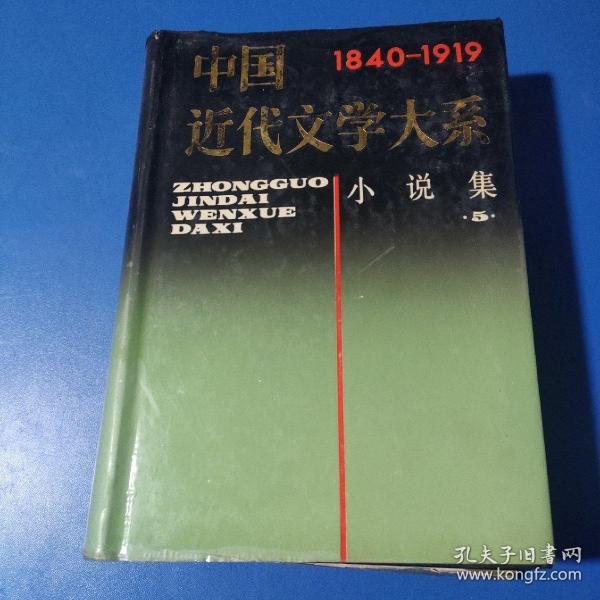 中国
1840-1919
近代文学大系
ZHONGGUO
JINDAI
WENXUE
DAXI
小说集
·5·
孔夫子旧书网
www.kongfz.com